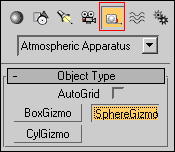 Atmospheric Apparatus
- Object Type
AutoGrid
BoxGizmo SphereGizmo
CylGizmo